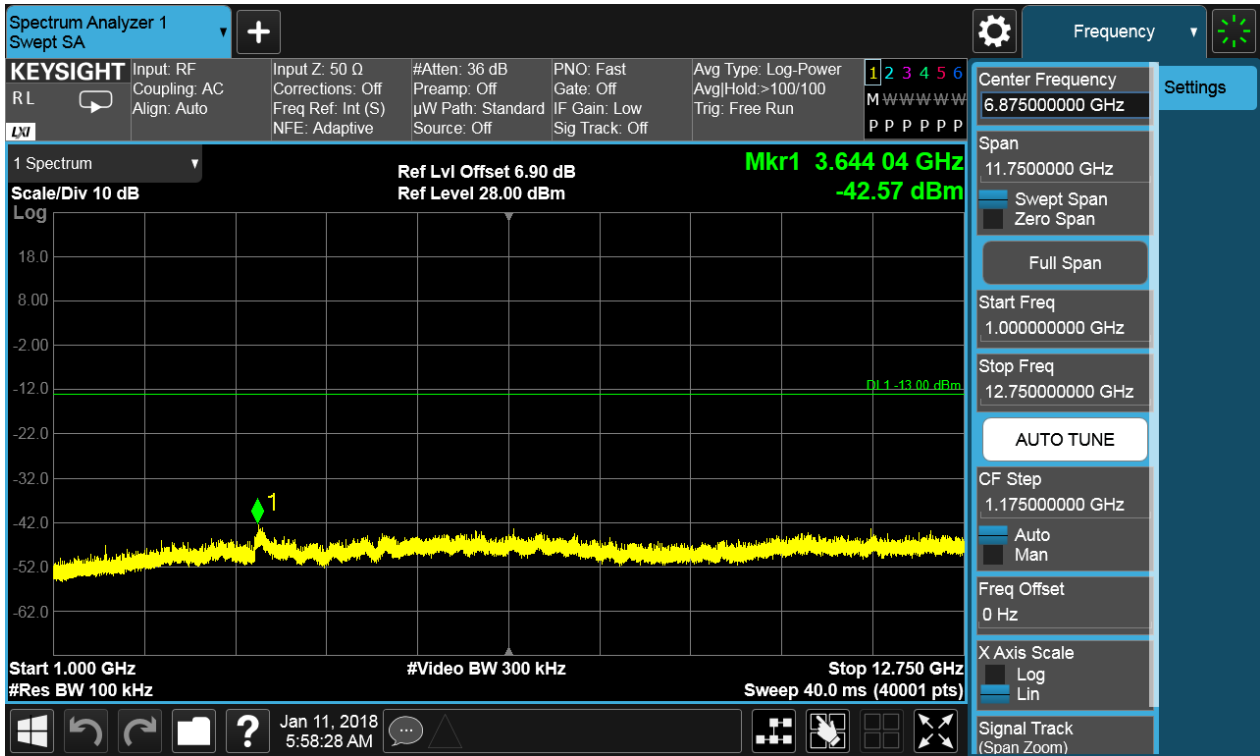 Spectrum Analyzer 1
Swept SA
+
Frequency
KEYSIGHT
R L
LXI
Input: RF
Coupling: AC
Align: Auto
Input Z: 50 Ω
Corrections: Off
Freq Ref: Int (S)
NFE: Adaptive
#Atten: 36 dB
Preamp: Off
µW Path: Standard
Source: Off
PNO: Fast
Gate: Off
IF Gain: Low
Sig Track: Off
Avg Type: Log-Power
Avg|Hold:>100/100
Trig: Free Run
1 2 3 4 5 6
M W W W W W
P P P P P P
1 Spectrum
Scale/Div 10 dB
Ref Lvl Offset 6.90 dB
Ref Level 28.00 dBm
Mkr1 3.644 04 GHz
-42.57 dBm
Log
18.0
8.00
-2.00
-12.0
-22.0
-32.0
-42.0
-52.0
-62.0
DL1 -13.00 dBm
1
Start 1.000 GHz
#Res BW 100 kHz
#Video BW 300 kHz
Stop 12.750 GHz
Sweep 40.0 ms (40001 pts)
Center Frequency
6.875000000 GHz
Span
11.7500000 GHz
Swept Span
Zero Span
Full Span
Start Freq
1.000000000 GHz
Stop Freq
12.750000000 GHz
AUTO TUNE
CF Step
1.175000000 GHz
Auto
Man
Freq Offset
0 Hz
X Axis Scale
Log
Lin
Signal Track
(Span Zoom)
Settings
?
Jan 11, 2018
5:58:28 AM